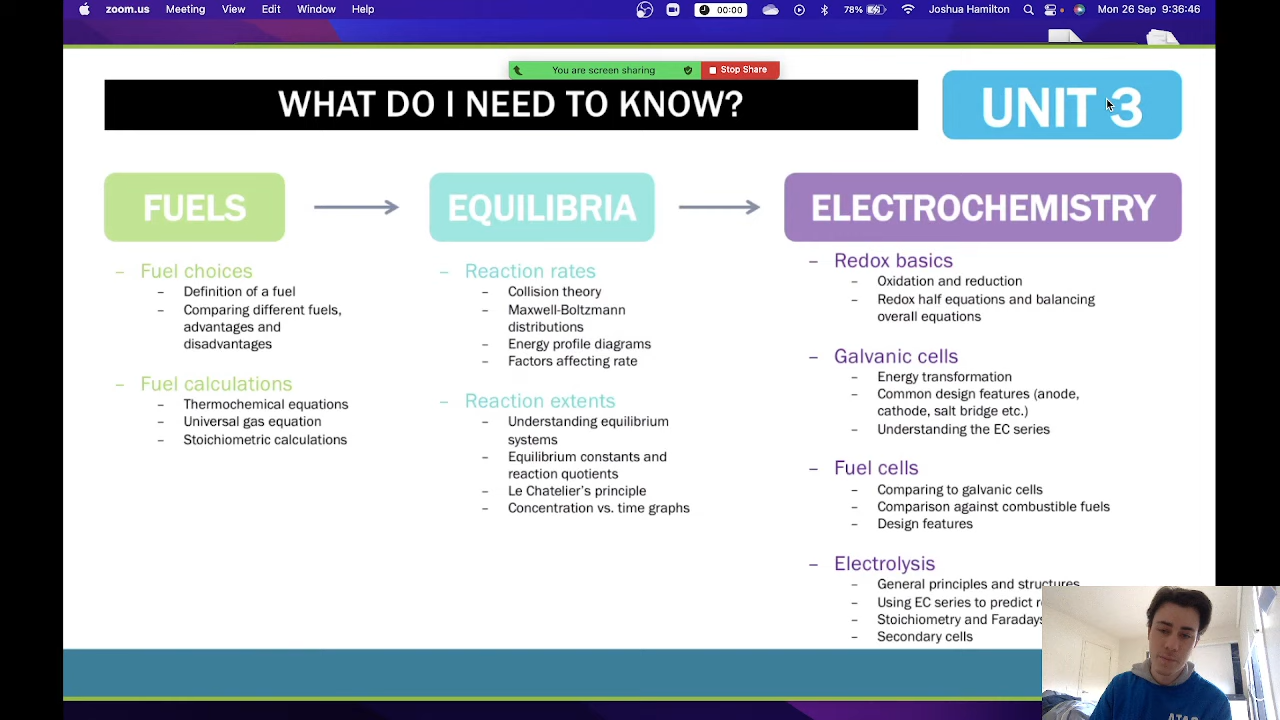 zoom.us Meeting View Edit Window Help 00:00 78% Joshua Hamilton Mon 26 Sep 9:36:46
You are screen sharing Stop Share
WHAT DO I NEED TO KNOW?
UNIT 3
FUELS
– Fuel choices
– Definition of a fuel
– Comparing different fuels,
advantages and
disadvantages
– Fuel calculations
– Thermochemical equations
– Universal gas equation
– Stoichiometric calculations
EQUILIBRIA
– Reaction rates
– Collision theory
– Maxwell-Boltzmann
distributions
– Energy profile diagrams
– Factors affecting rate
– Reaction extents
– Understanding equilibrium
systems
– Equilibrium constants and
reaction quotients
– Le Chatelier's principle
– Concentration vs. time graphs
ELECTROCHEMISTRY
– Redox basics
– Oxidation and reduction
– Redox half equations and balancing
overall equations
– Galvanic cells
– Energy transformation
– Common design features (anode,
cathode, salt bridge etc.)
– Understanding the EC series
– Fuel cells
– Comparing to galvanic cells
– Comparison against combustible fuels
– Design features
– Electrolysis
– General principles and structures
– Using EC series to predict
– Stoichiometry and Faradays
– Secondary cells